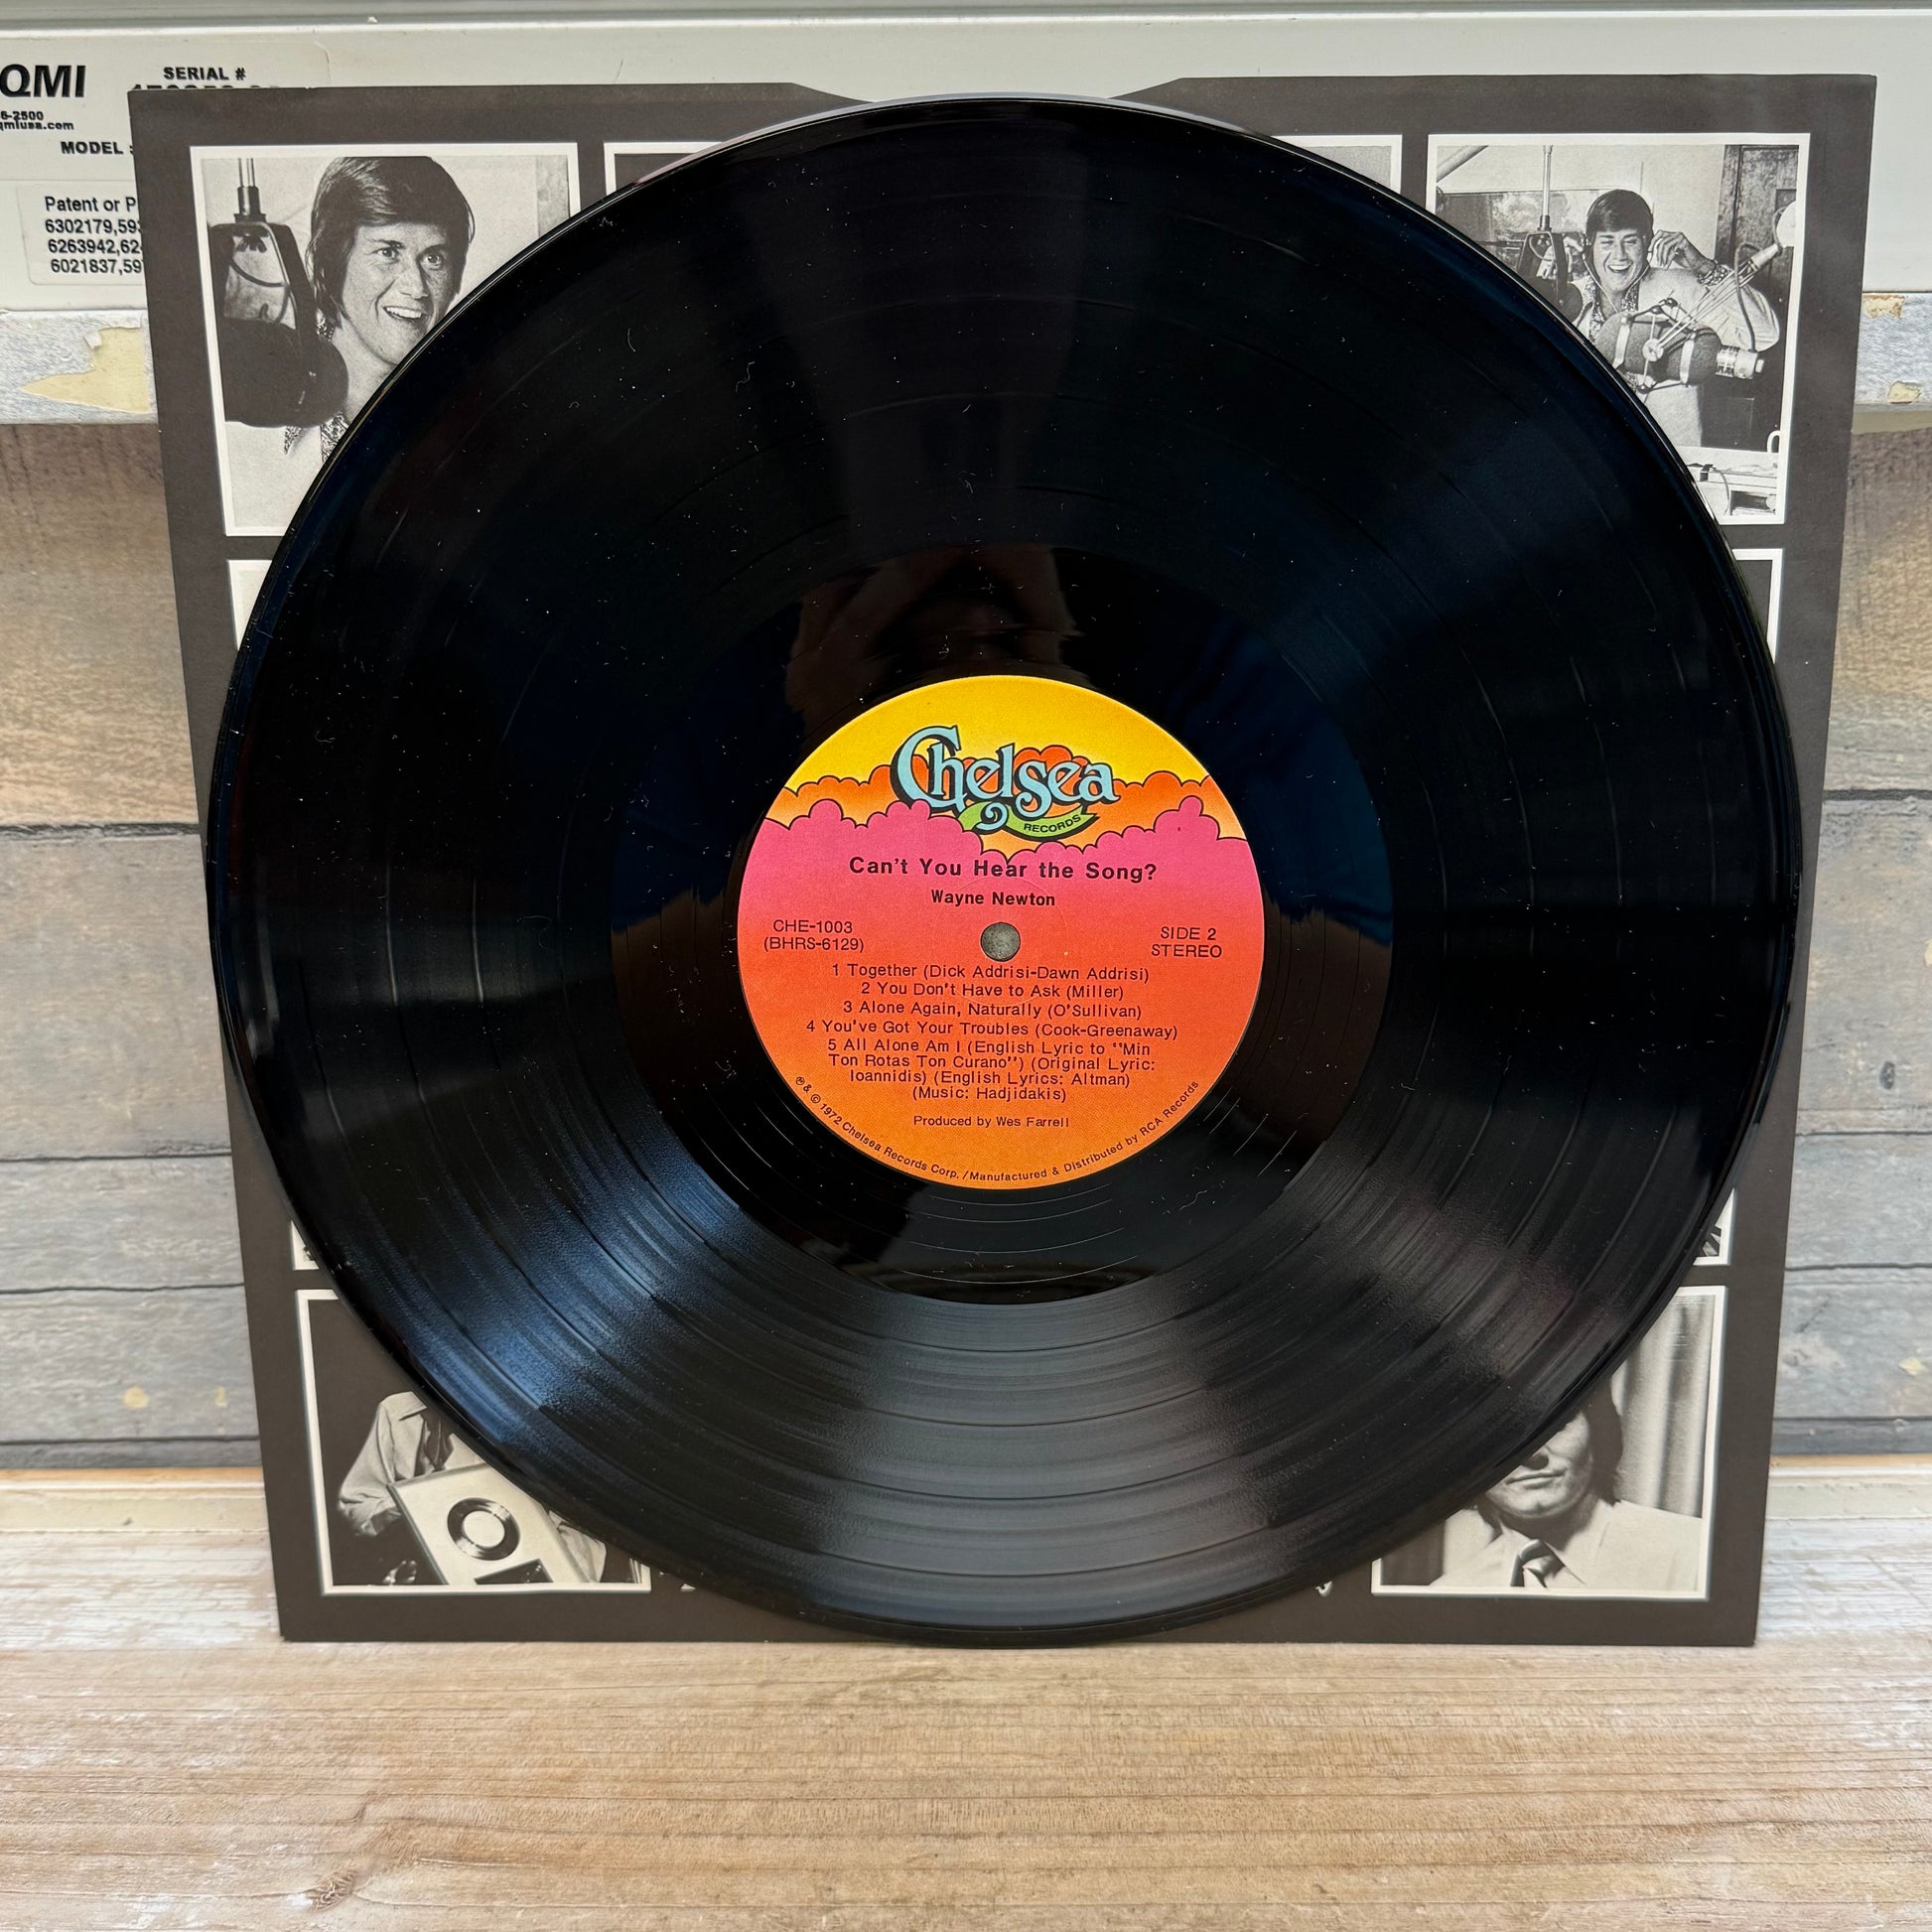 QMI
SERIAL #
6-2500
qmiusa.com
MODEL :
Patent or P
6302179,593
6263942,62
6021837,59
Chelsea
RECORDS
Can't You Hear the Song?
Wayne Newton
CHE-1003
(BHRS-6129)
SIDE 2
STEREO
1 Together (Dick Addrisi-Dawn Addrisi)
2 You Don't Have to Ask (Miller)
3 Alone Again, Naturally (O'Sullivan)
4 You've Got Your Troubles (Cook-Greenaway)
5 All Alone Am I (English Lyric to "Min
Ton Rotas Ton Curano") (Original Lyric:
Ioannidis) (English Lyrics: Altman)
(Music: Hadjidakis)
Produced by Wes Farrell
℗ & © 1972 Chelsea Records Corp. / Manufactured & Distributed by RCA Records